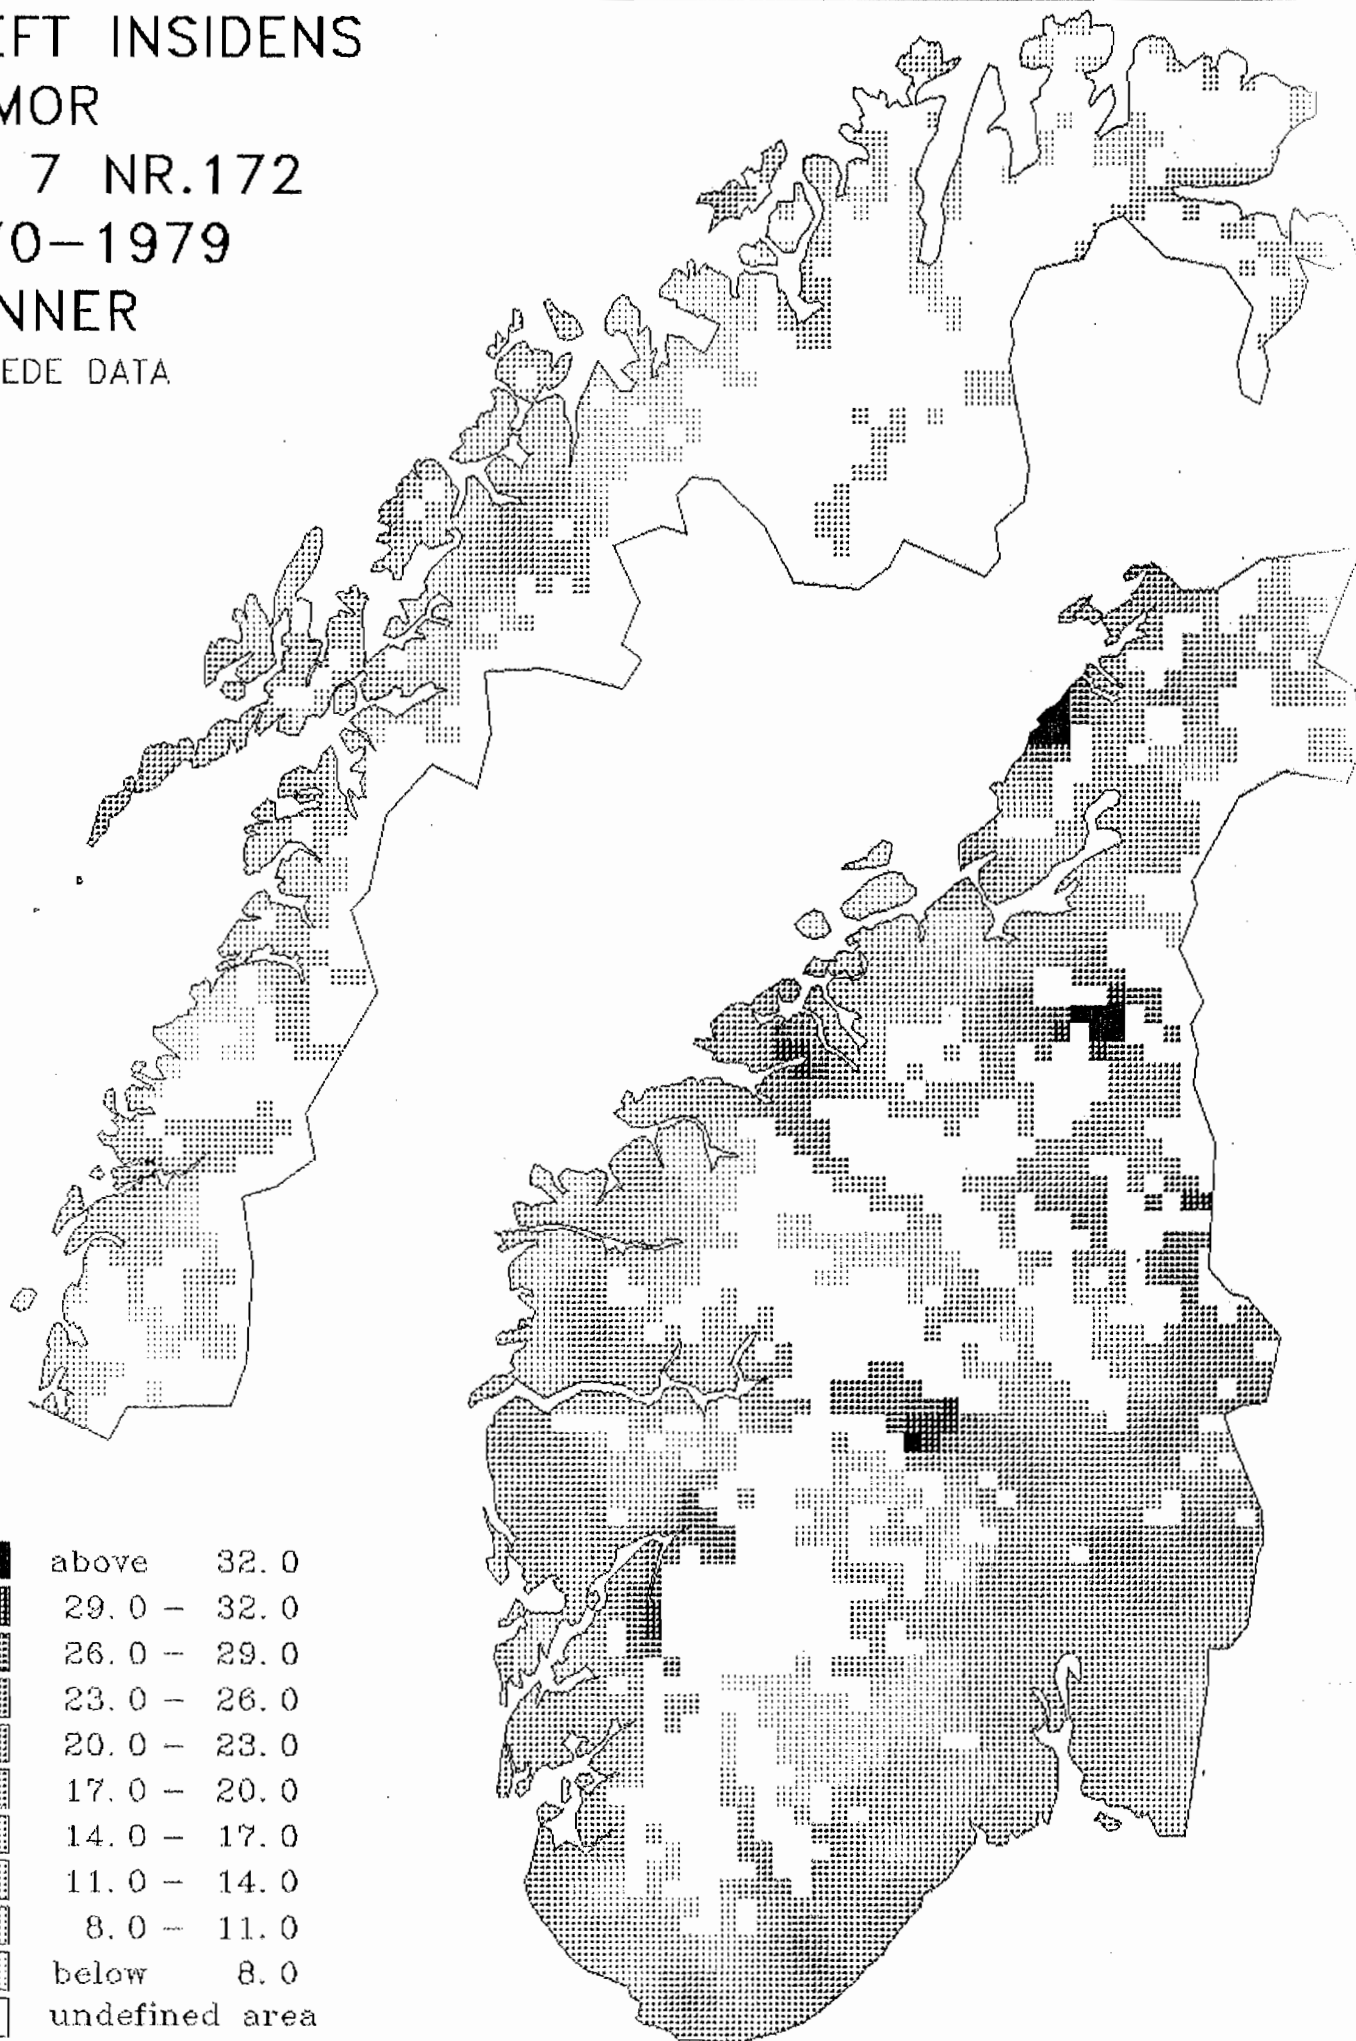 EFT INSIDENS
MOR
7 NR.172
70-1979
NNER
EDE DATA
above 32.0
29.0 - 32.0
26.0 - 29.0
23.0 - 26.0
20.0 - 23.0
17.0 - 20.0
14.0 - 17.0
11.0 - 14.0
8.0 - 11.0
below 8.0
undefined area